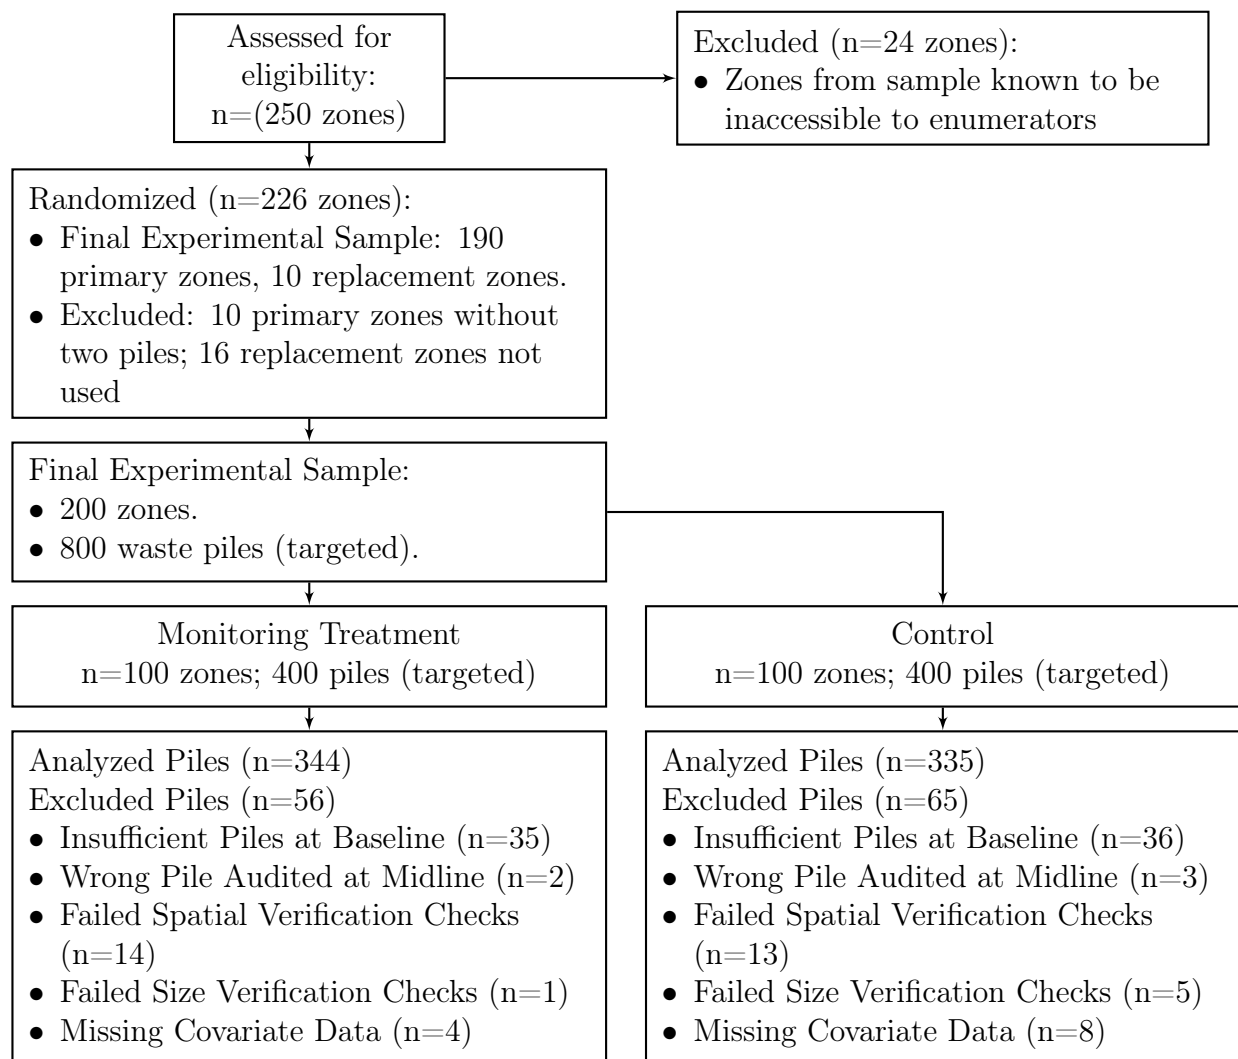 Assessed for
eligibility:
n=(250 zones)
Excluded (n=24 zones):
• Zones from sample known to be
inaccessible to enumerators
Randomized (n=226 zones):
• Final Experimental Sample: 190
primary zones, 10 replacement zones.
• Excluded: 10 primary zones without
two piles; 16 replacement zones not
used
Final Experimental Sample:
• 200 zones.
• 800 waste piles (targeted).
Monitoring Treatment
n=100 zones; 400 piles (targeted)
Control
n=100 zones; 400 piles (targeted)
Analyzed Piles (n=344)
Excluded Piles (n=56)
• Insufficient Piles at Baseline (n=35)
• Wrong Pile Audited at Midline (n=2)
• Failed Spatial Verification Checks
(n=14)
• Failed Size Verification Checks (n=1)
• Missing Covariate Data (n=4)
Analyzed Piles (n=335)
Excluded Piles (n=65)
• Insufficient Piles at Baseline (n=36)
• Wrong Pile Audited at Midline (n=3)
• Failed Spatial Verification Checks
(n=13)
• Failed Size Verification Checks (n=5)
• Missing Covariate Data (n=8)